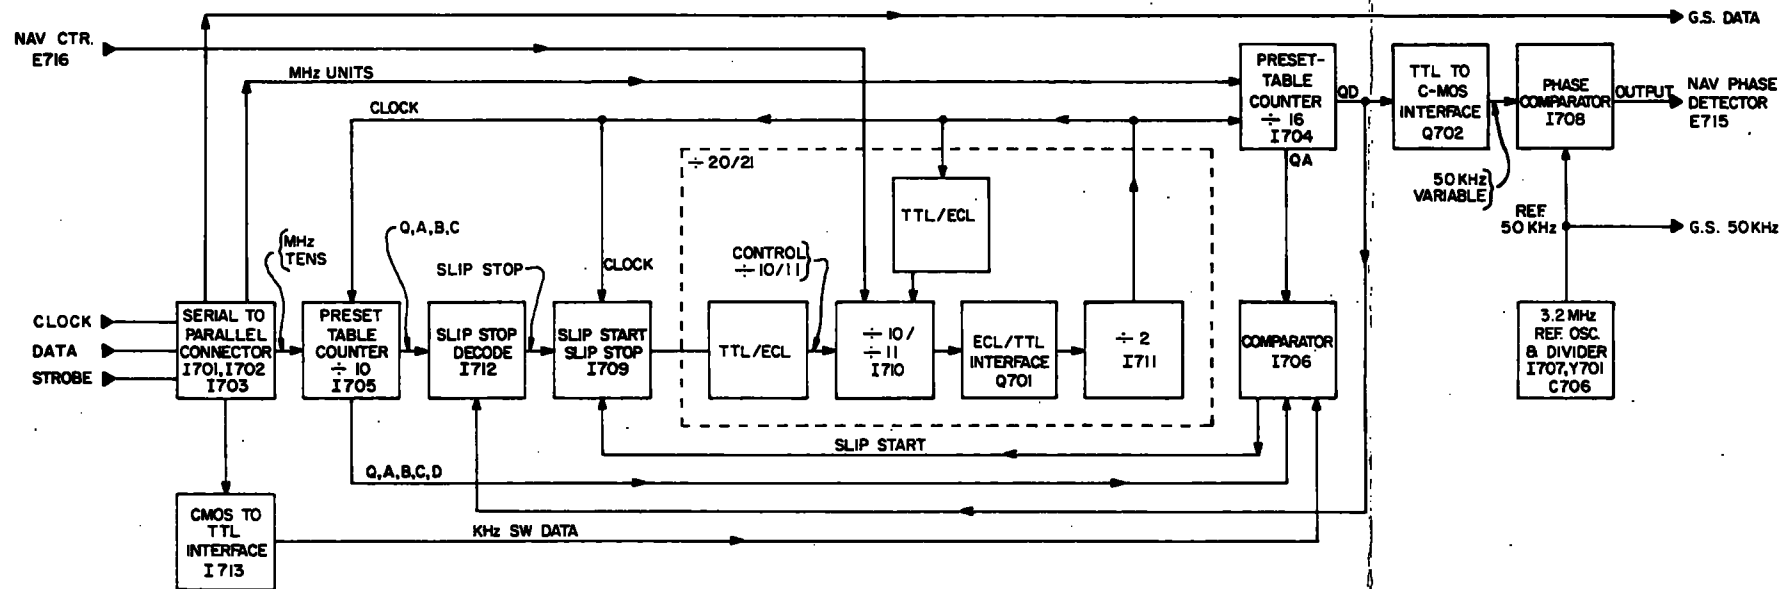 G.S. DATA
NAV CTR.
E716
MHz UNITS
CLOCK
PRESET-
TABLE
COUNTER
÷ 16
I704
QD
QA
TTL TO
C-MOS
INTERFACE
Q702
PHASE
COMPARATOR
I708
OUTPUT
NAV PHASE
DETECTOR
E715
50 KHz
VARIABLE
REF.
50 KHz
G.S. 50KHz
÷ 20/21
TTL/ECL
MHz
TENS
Q,A,B,C
SLIP STOP
CLOCK
CONTROL
÷ 10/11
CLOCK
DATA
STROBE
SERIAL TO
PARALLEL
CONNECTOR
I701, I702
I703
PRESET
TABLE
COUNTER
÷ 10
I705
SLIP STOP
DECODE
I712
SLIP START
SLIP STOP
I709
TTL/ECL
÷ 10/
÷ 11
I710
ECL/TTL
INTERFACE
Q701
÷ 2
I711
COMPARATOR
I706
3.2 MHz
REF. OSC.
& DIVIDER
I707,Y701
C706
SLIP START
Q,A,B,C,D
CMOS TO
TTL
INTERFACE
I713
KHz SW DATA